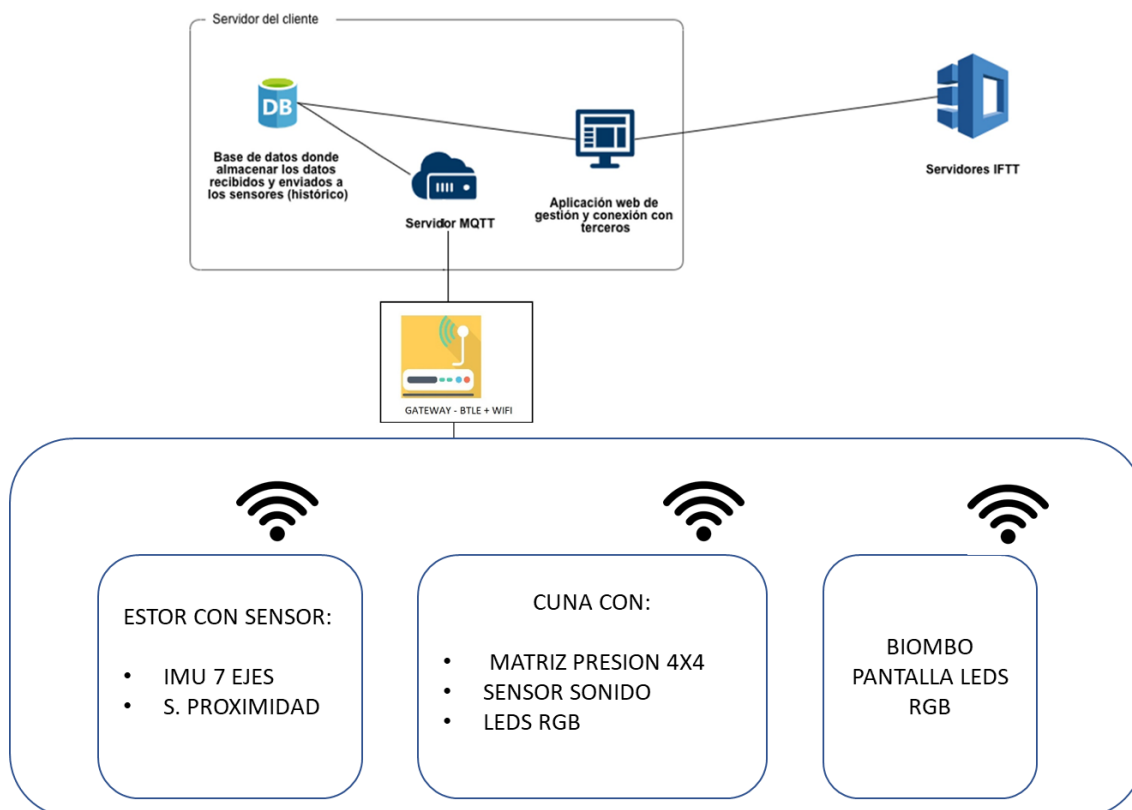 Servidor del cliente
DB
Base de datos donde
almacenar los datos
recibidos y enviados a
los sensores (histórico)
Servidor MQTT
Aplicación web de
gestión y conexión con
terceros
Servidores IFTT
GATEWAY - BTLE + WIFI
ESTOR CON SENSOR:
• IMU 7 EJES
• S. PROXIMIDAD
CUNA CON:
• MATRIZ PRESION 4X4
• SENSOR SONIDO
• LEDS RGB
BIOMBO
PANTALLA LEDS
RGB